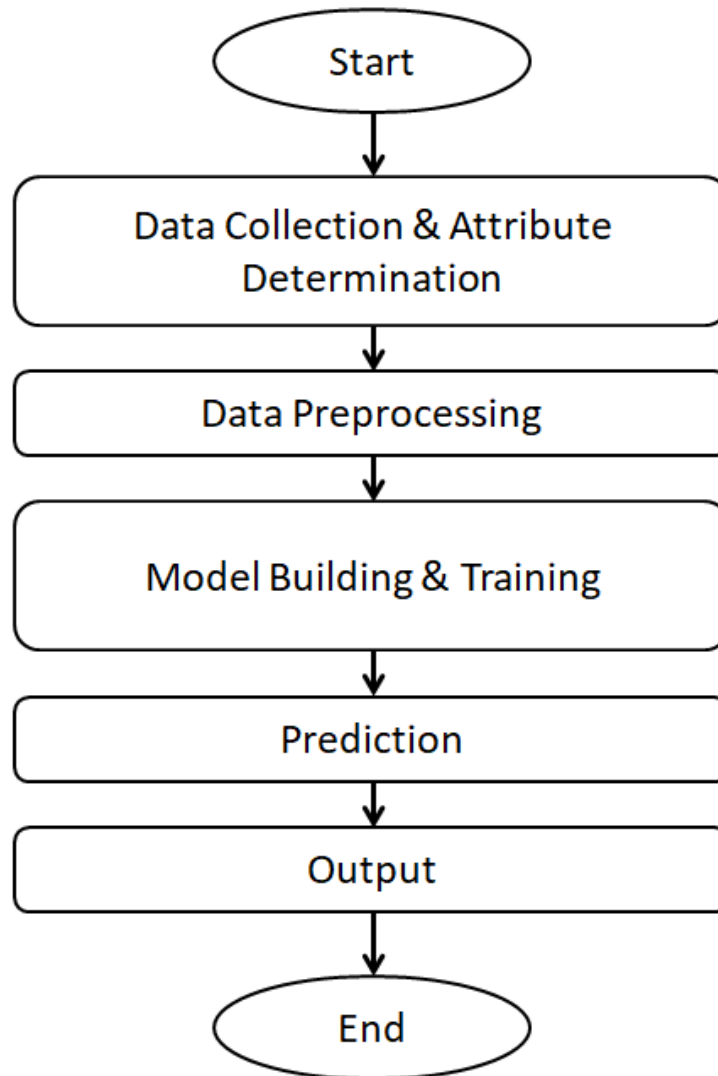 Start
Data Collection & Attribute
Determination
Data Preprocessing
Model Building & Training
Prediction
Output
End